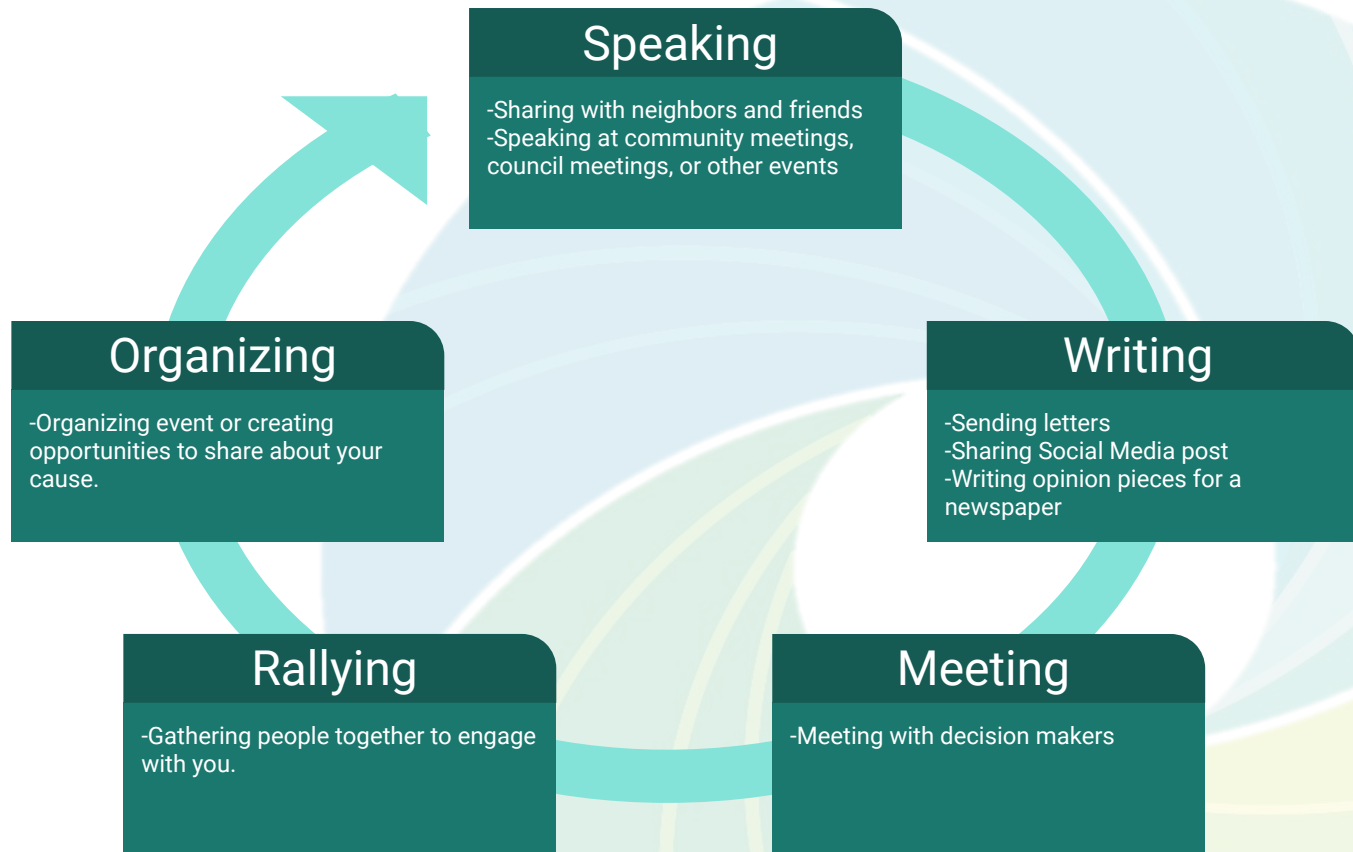 Speaking
-Sharing with neighbors and friends
-Speaking at community meetings,
council meetings, or other events
Writing
-Sending letters
-Sharing Social Media post
-Writing opinion pieces for a
newspaper
Meeting
-Meeting with decision makers
Rallying
-Gathering people together to engage
with you.
Organizing
-Organizing event or creating
opportunities to share about your
cause.